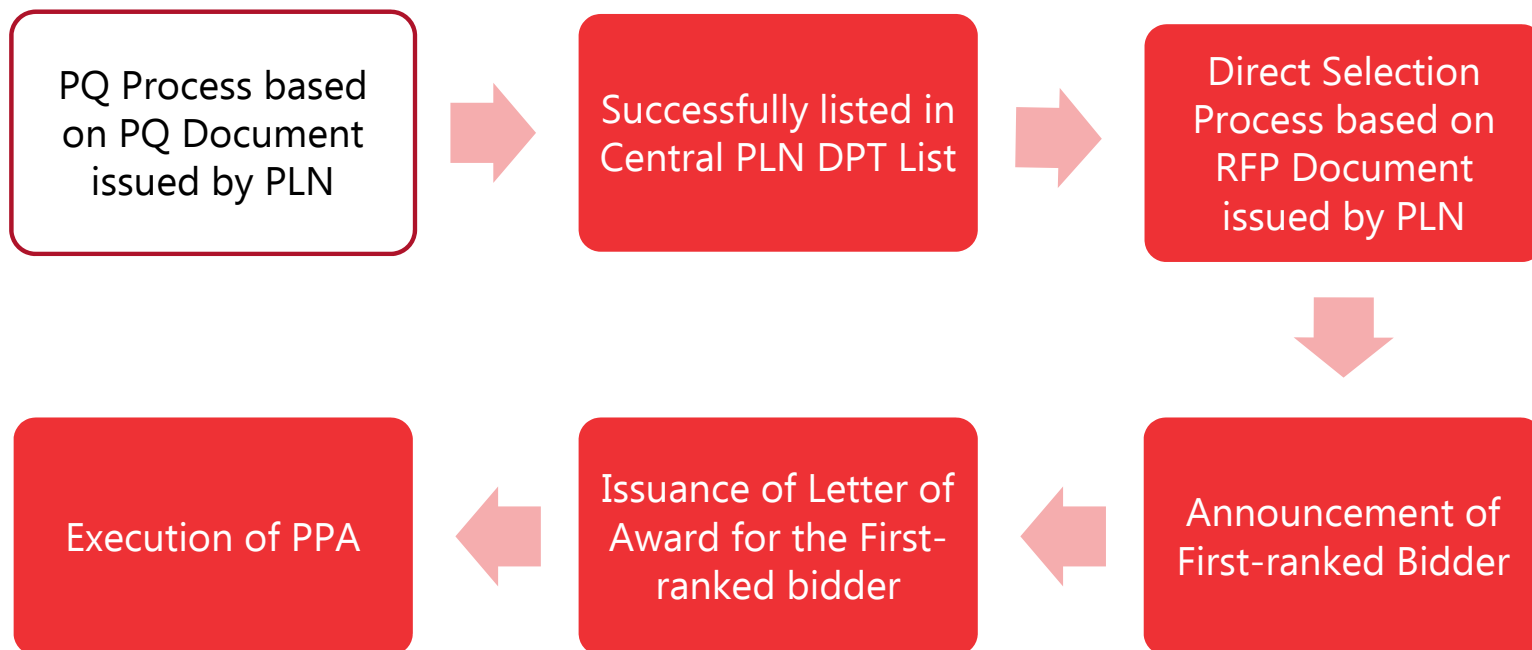 PQ Process based
on PQ Document
issued by PLN
Successfully listed in
Central PLN DPT List
Direct Selection
Process based on
RFP Document
issued by PLN
Announcement of
First-ranked Bidder
Issuance of Letter of
Award for the First-
ranked bidder
Execution of PPA